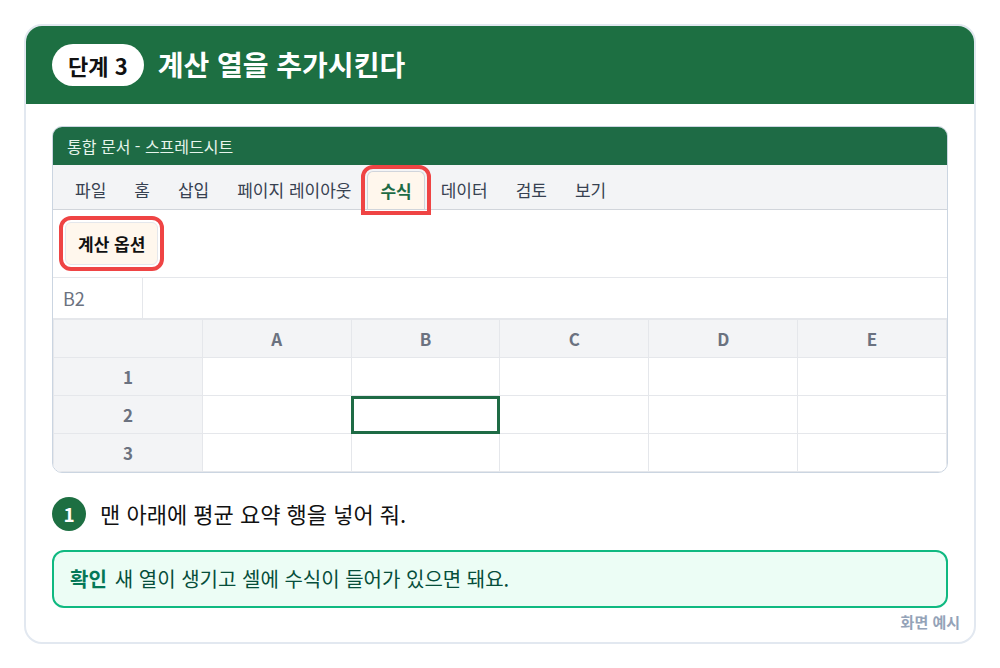 단계 3 계산 열을 추가시킨다
통합 문서 - 스프레드시트
파일 홈 삽입 페이지 레이아웃 수식 데이터 검토 보기
계산 옵션
B2
A B C D E
1
2
3
1 맨 아래에 평균 요약 행을 넣어 줘.
확인 새 열이 생기고 셀에 수식이 들어가 있으면 돼요.
화면 예시